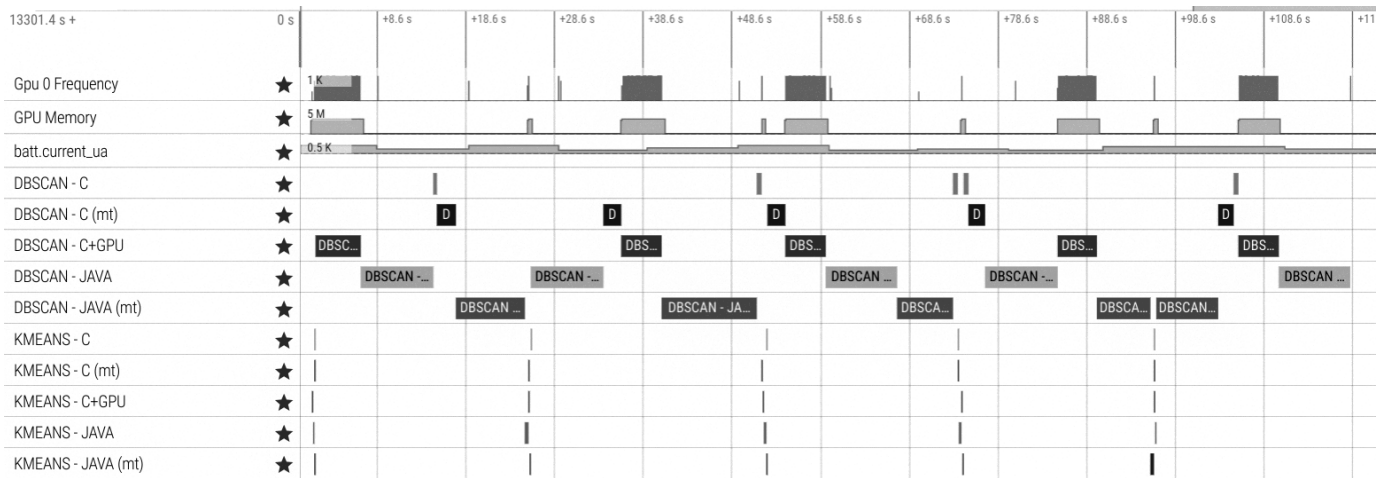 13301.4 s + 0 s +8.6 s +18.6 s +28.6 s +38.6 s +48.6 s +58.6 s +68.6 s +78.6 s +88.6 s +98.6 s +108.6 s +11
Gpu 0 Frequency 1 K
GPU Memory 5 M
batt.current_ua 0.5 K
DBSCAN - C
DBSCAN - C (mt) D D D D D
DBSCAN - C+GPU DBSC... DBS... DBS... DBS... DBS...
DBSCAN - JAVA DBSCAN -... DBSCAN -... DBSCAN ... DBSCAN -... DBSCAN ...
DBSCAN - JAVA (mt) DBSCAN ... DBSCAN - JA... DBSCA... DBSCA... DBSCAN...
KMEANS - C
KMEANS - C (mt)
KMEANS - C+GPU
KMEANS - JAVA
KMEANS - JAVA (mt)